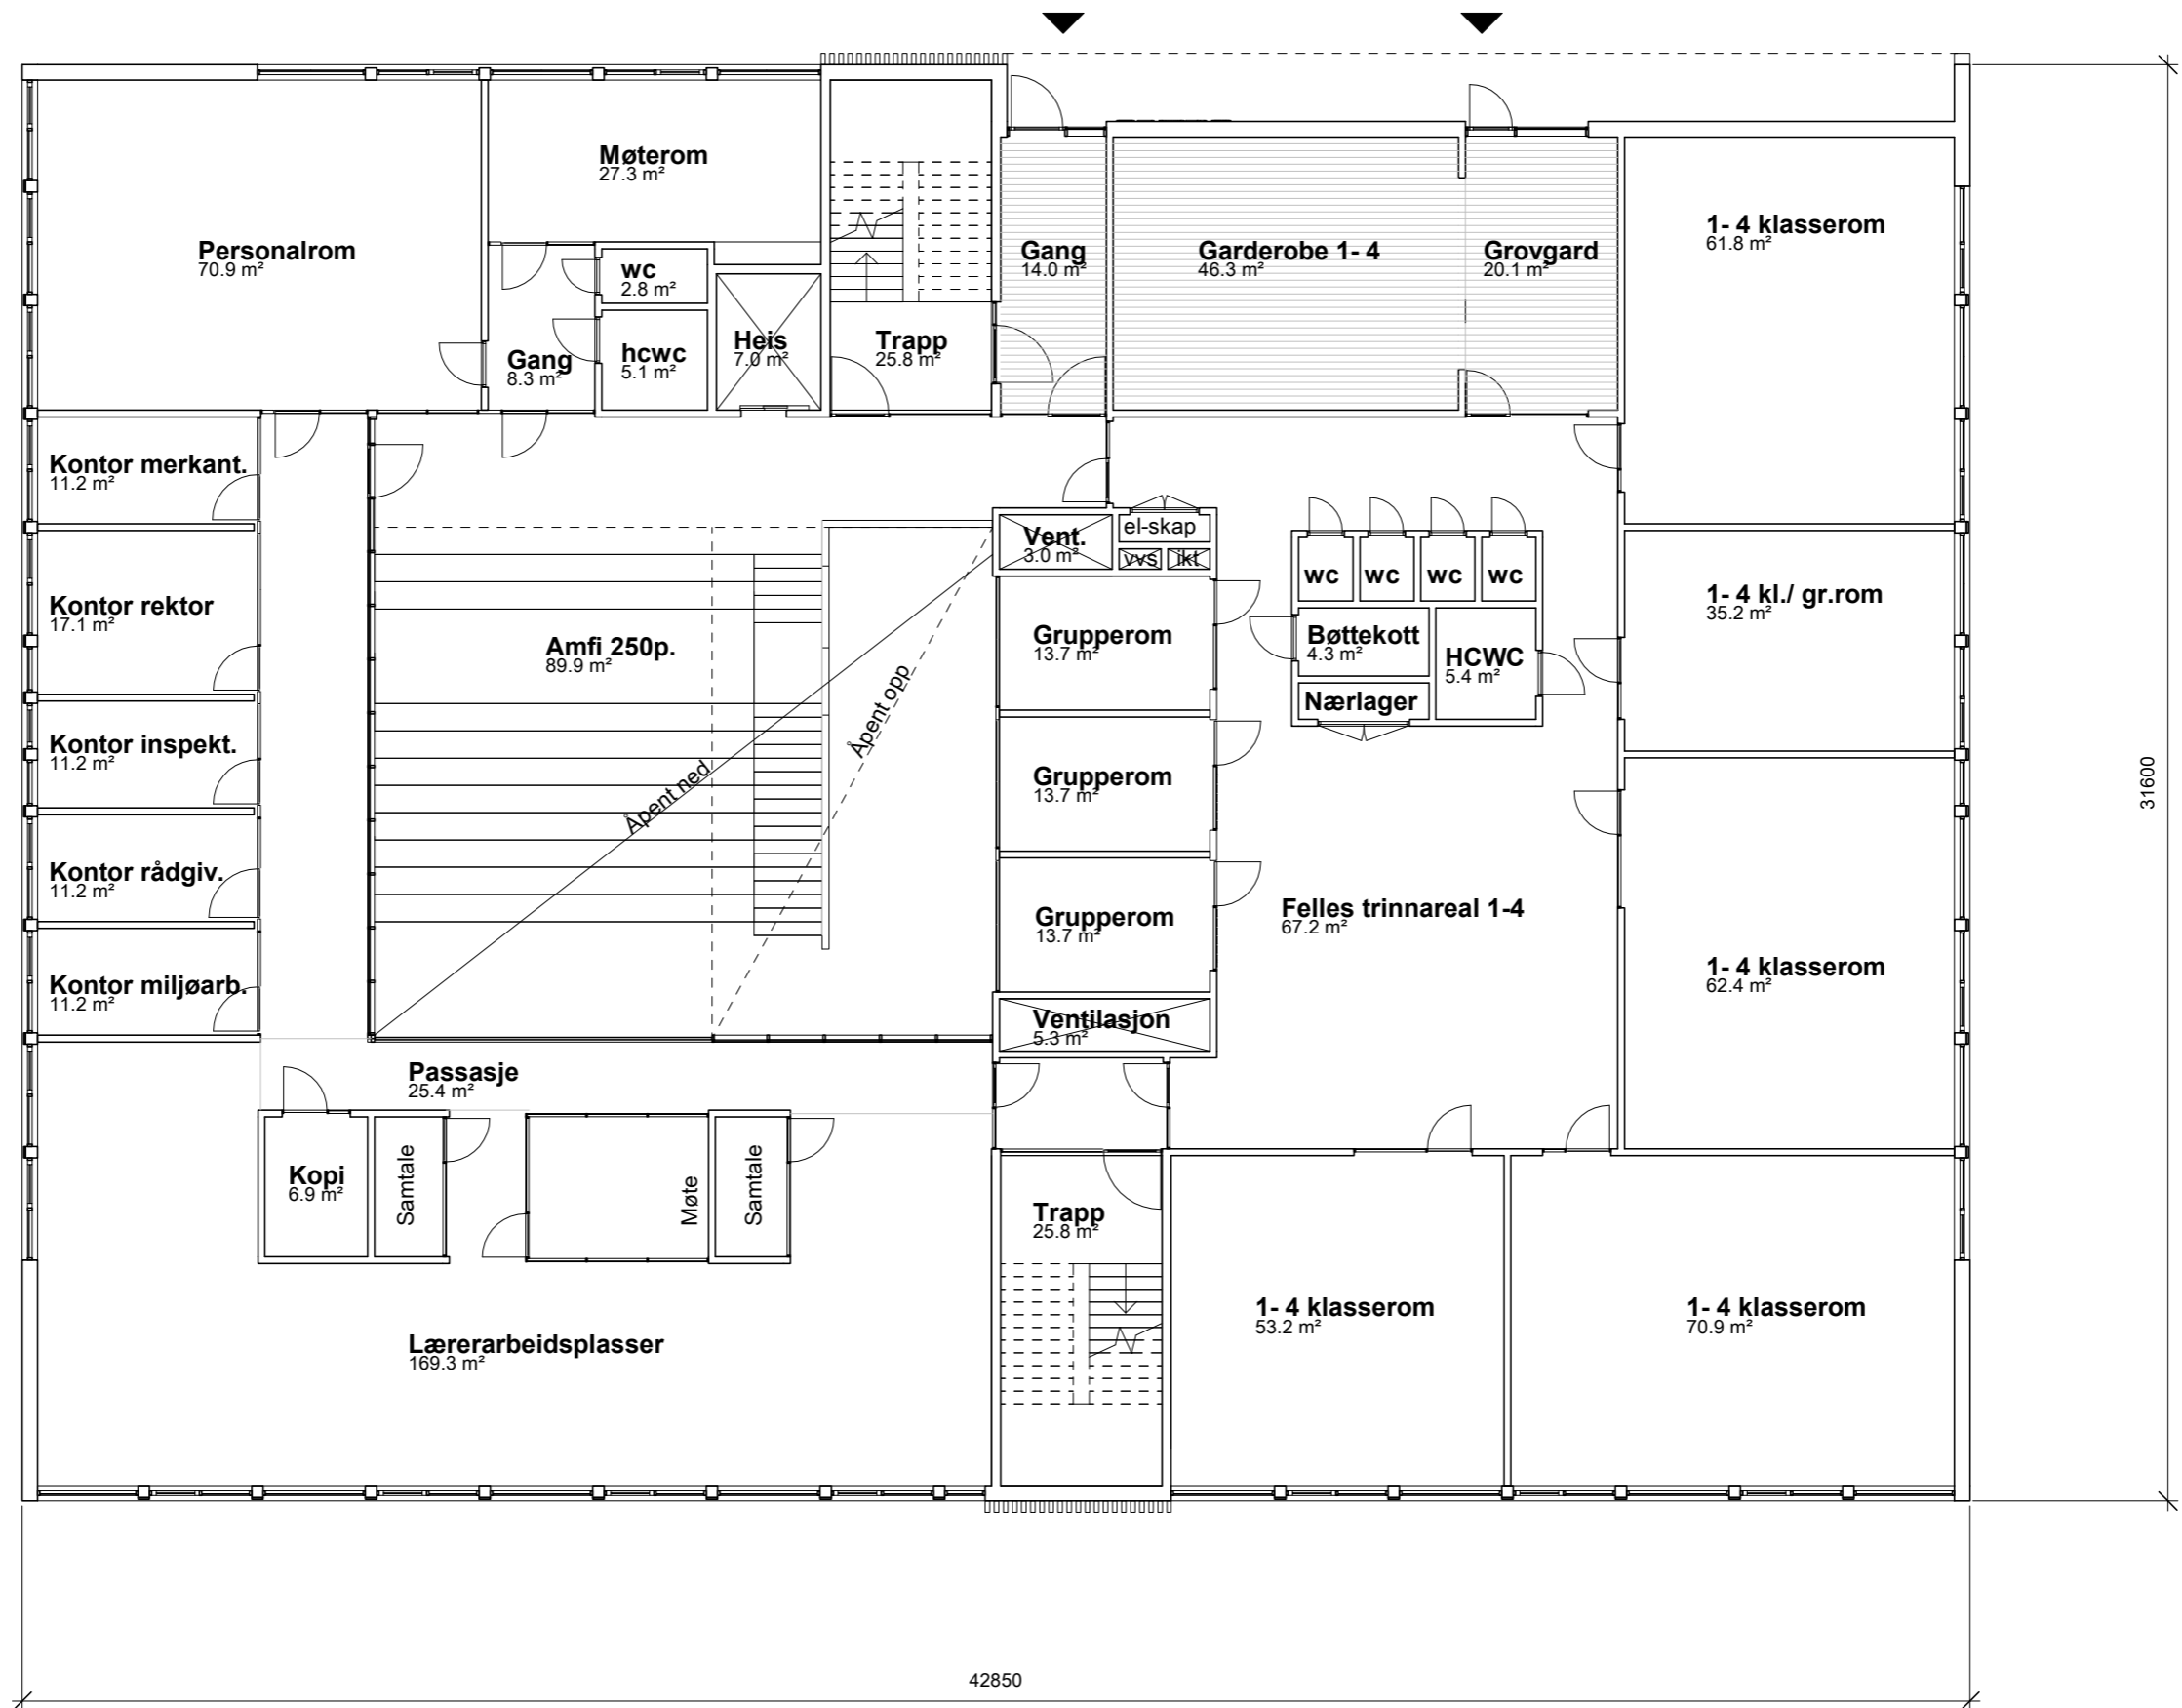 Møterom
27.3 m²
1- 4 klasserom
61.8 m²
Personalrom
70.9 m²
Gang
14.0 m²
Garderobe 1- 4
46.3 m²
Grovgard
20.1 m²
wc
2.8 m²
Heis
7.0 m²
Trapp
25.8 m²
hcwc
5.1 m²
Gang
8.3 m²
Kontor merkant.
11.2 m²
Vent.
3.0 m²
el-skap
vvs
ikt
wc
wc
wc
wc
1- 4 kl./ gr.rom
35.2 m²
Kontor rektor
17.1 m²
Amfi 250p.
89.9 m²
Grupperom
13.7 m²
Bøttekott
4.3 m²
HCWC
5.4 m²
Nærlager
Åpent opp
Kontor inspekt.
11.2 m²
Åpent ned
Grupperom
13.7 m²
31600
Kontor rådgiv.
11.2 m²
Grupperom
13.7 m²
Felles trinnareal 1-4
67.2 m²
1- 4 klasserom
62.4 m²
Kontor miljøarb.
11.2 m²
Ventilasjon
5.3 m²
Passasje
25.4 m²
Kopi
6.9 m²
Samtale
Møte
Samtale
Trapp
25.8 m²
1- 4 klasserom
53.2 m²
1- 4 klasserom
70.9 m²
Lærerarbeidsplasser
169.3 m²
42850